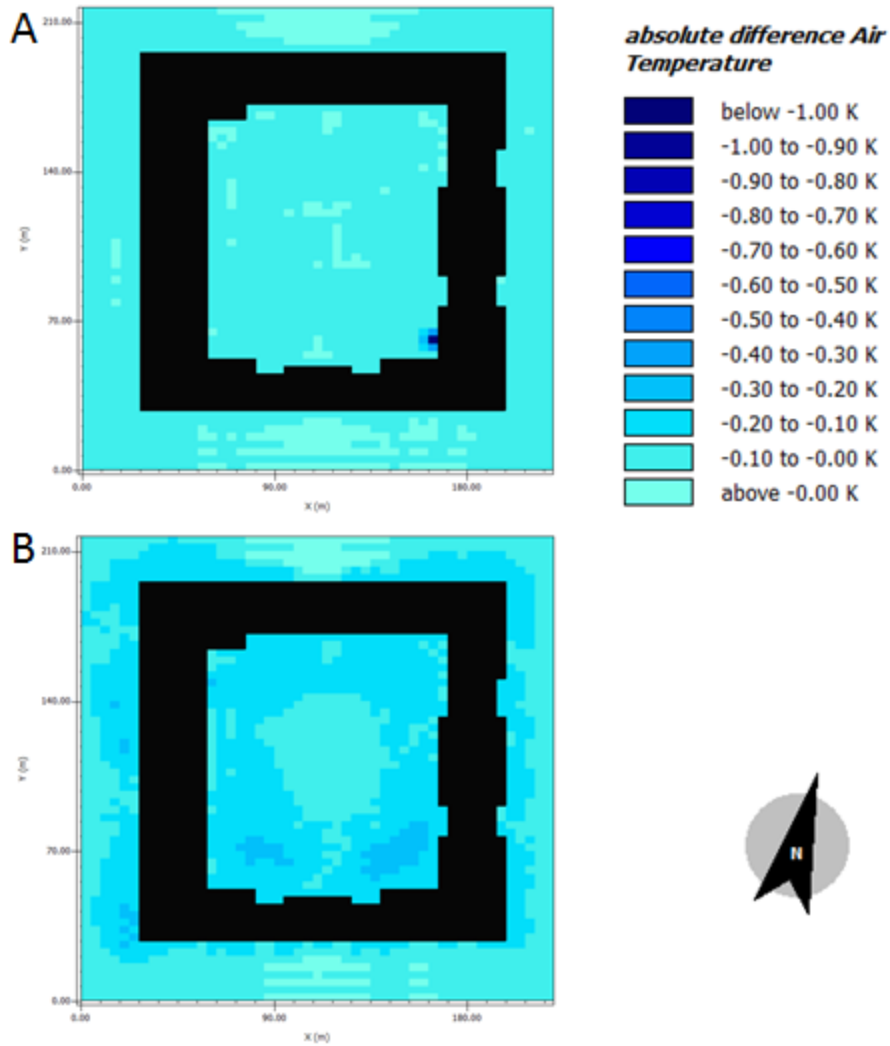 A
210.00
140.00
Y (m)
70.00
0.00
0.00
90.00
180.00
X (m)
absolute difference Air
Temperature
below -1.00 K
-1.00 to -0.90 K
-0.90 to -0.80 K
-0.80 to -0.70 K
-0.70 to -0.60 K
-0.60 to -0.50 K
-0.50 to -0.40 K
-0.40 to -0.30 K
-0.30 to -0.20 K
-0.20 to -0.10 K
-0.10 to -0.00 K
above -0.00 K
B
210.00
140.00
Y (m)
70.00
0.00
0.00
90.00
180.00
X (m)
N